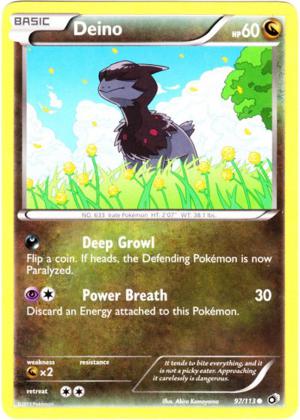 BASIC
Deino HP60
NO. 633 Irate Pokémon HT: 2'07" WT: 38.1 lbs.
Deep Growl
Flip a coin. If heads, the Defending Pokémon is now
Paralyzed.
Power Breath 30
Discard an Energy attached to this Pokémon.
weakness resistance
×2
retreat
It tends to bite everything, and it is
not a picky eater. Approaching it
carelessly is dangerous.
Illus. Akira Komayama 97/113
©2013 Pokémon